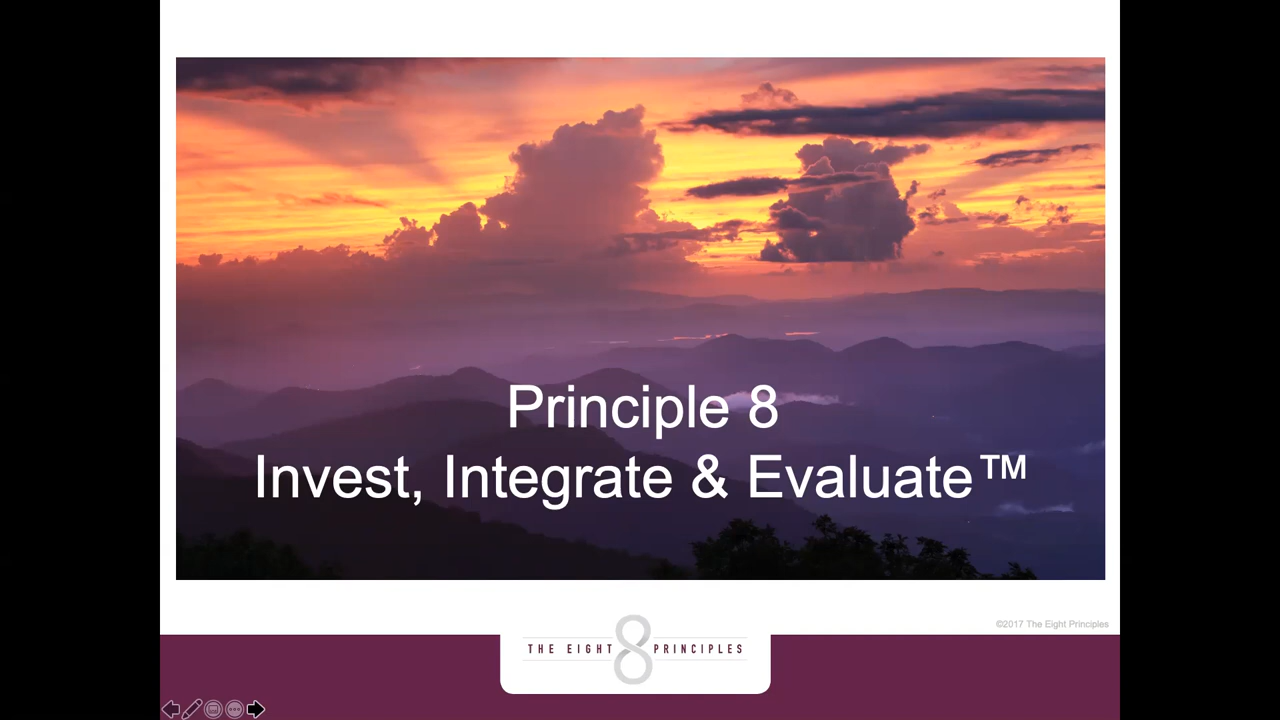 Principle 8
Invest, Integrate & Evaluate™
©2017 The Eight Principles
THE EIGHT 8 PRINCIPLES